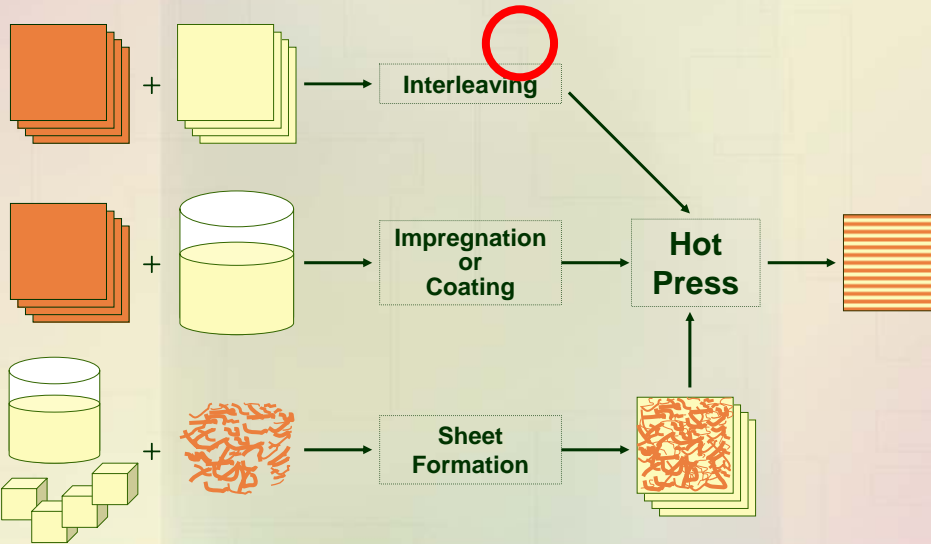 +
Interleaving
+
Impregnation
or
Coating
Hot
Press
+
Sheet
Formation